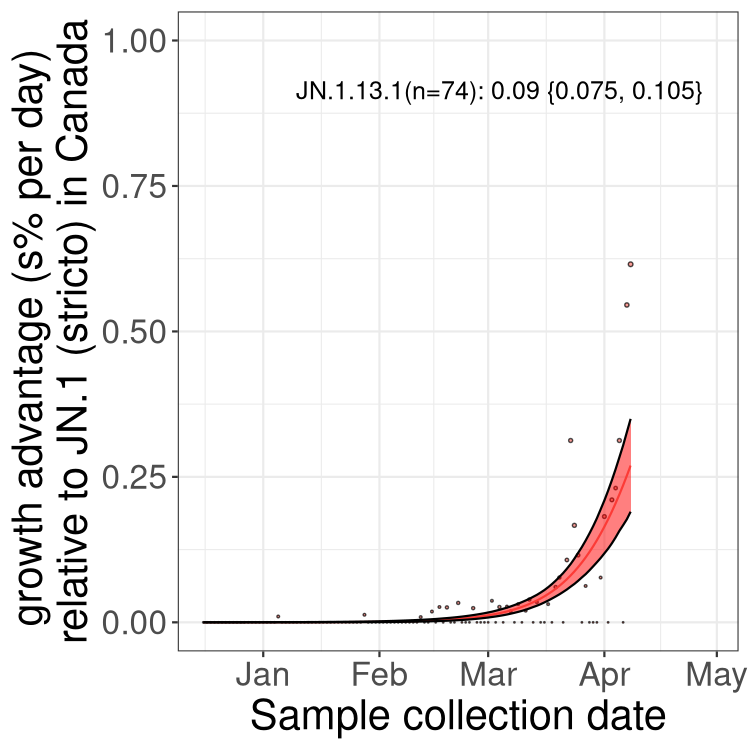 growth advantage (s% per day)
relative to JN.1 (stricto) in Canada
1.00
0.75
0.50
0.25
0.00
JN.1.13.1(n=74): 0.09 {0.075, 0.105}
Jan Feb Mar Apr May
Sample collection date